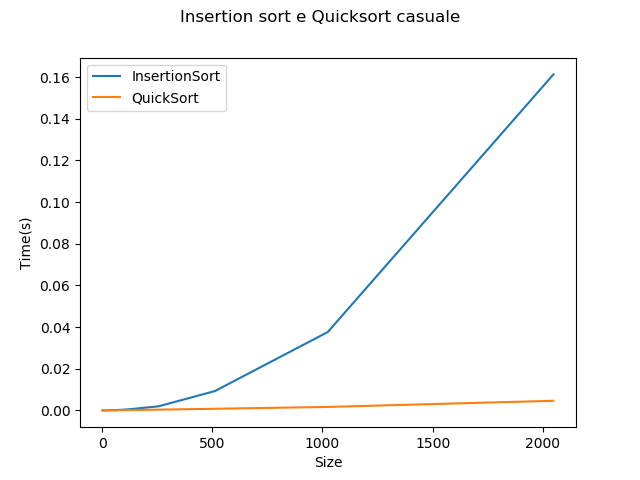 Insertion sort e Quicksort casuale
InsertionSort
QuickSort
0.16
0.14
0.12
0.10
0.08
0.06
0.04
0.02
0.00
Time(s)
0 500 1000 1500 2000
Size